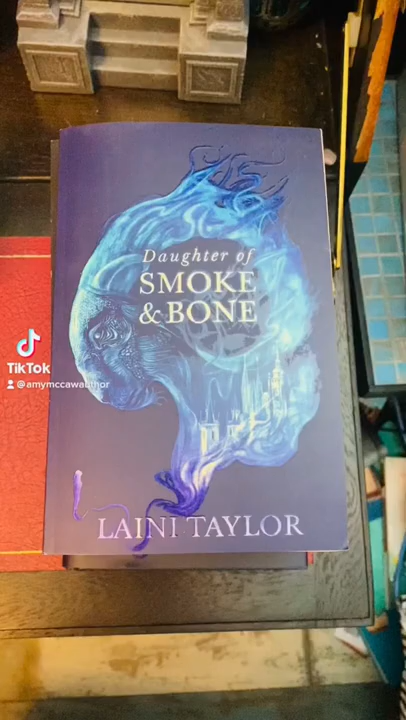 Daughter of
SMOKE
& BONE
TikTok
@amymccawauthor
LAINI TAYLOR